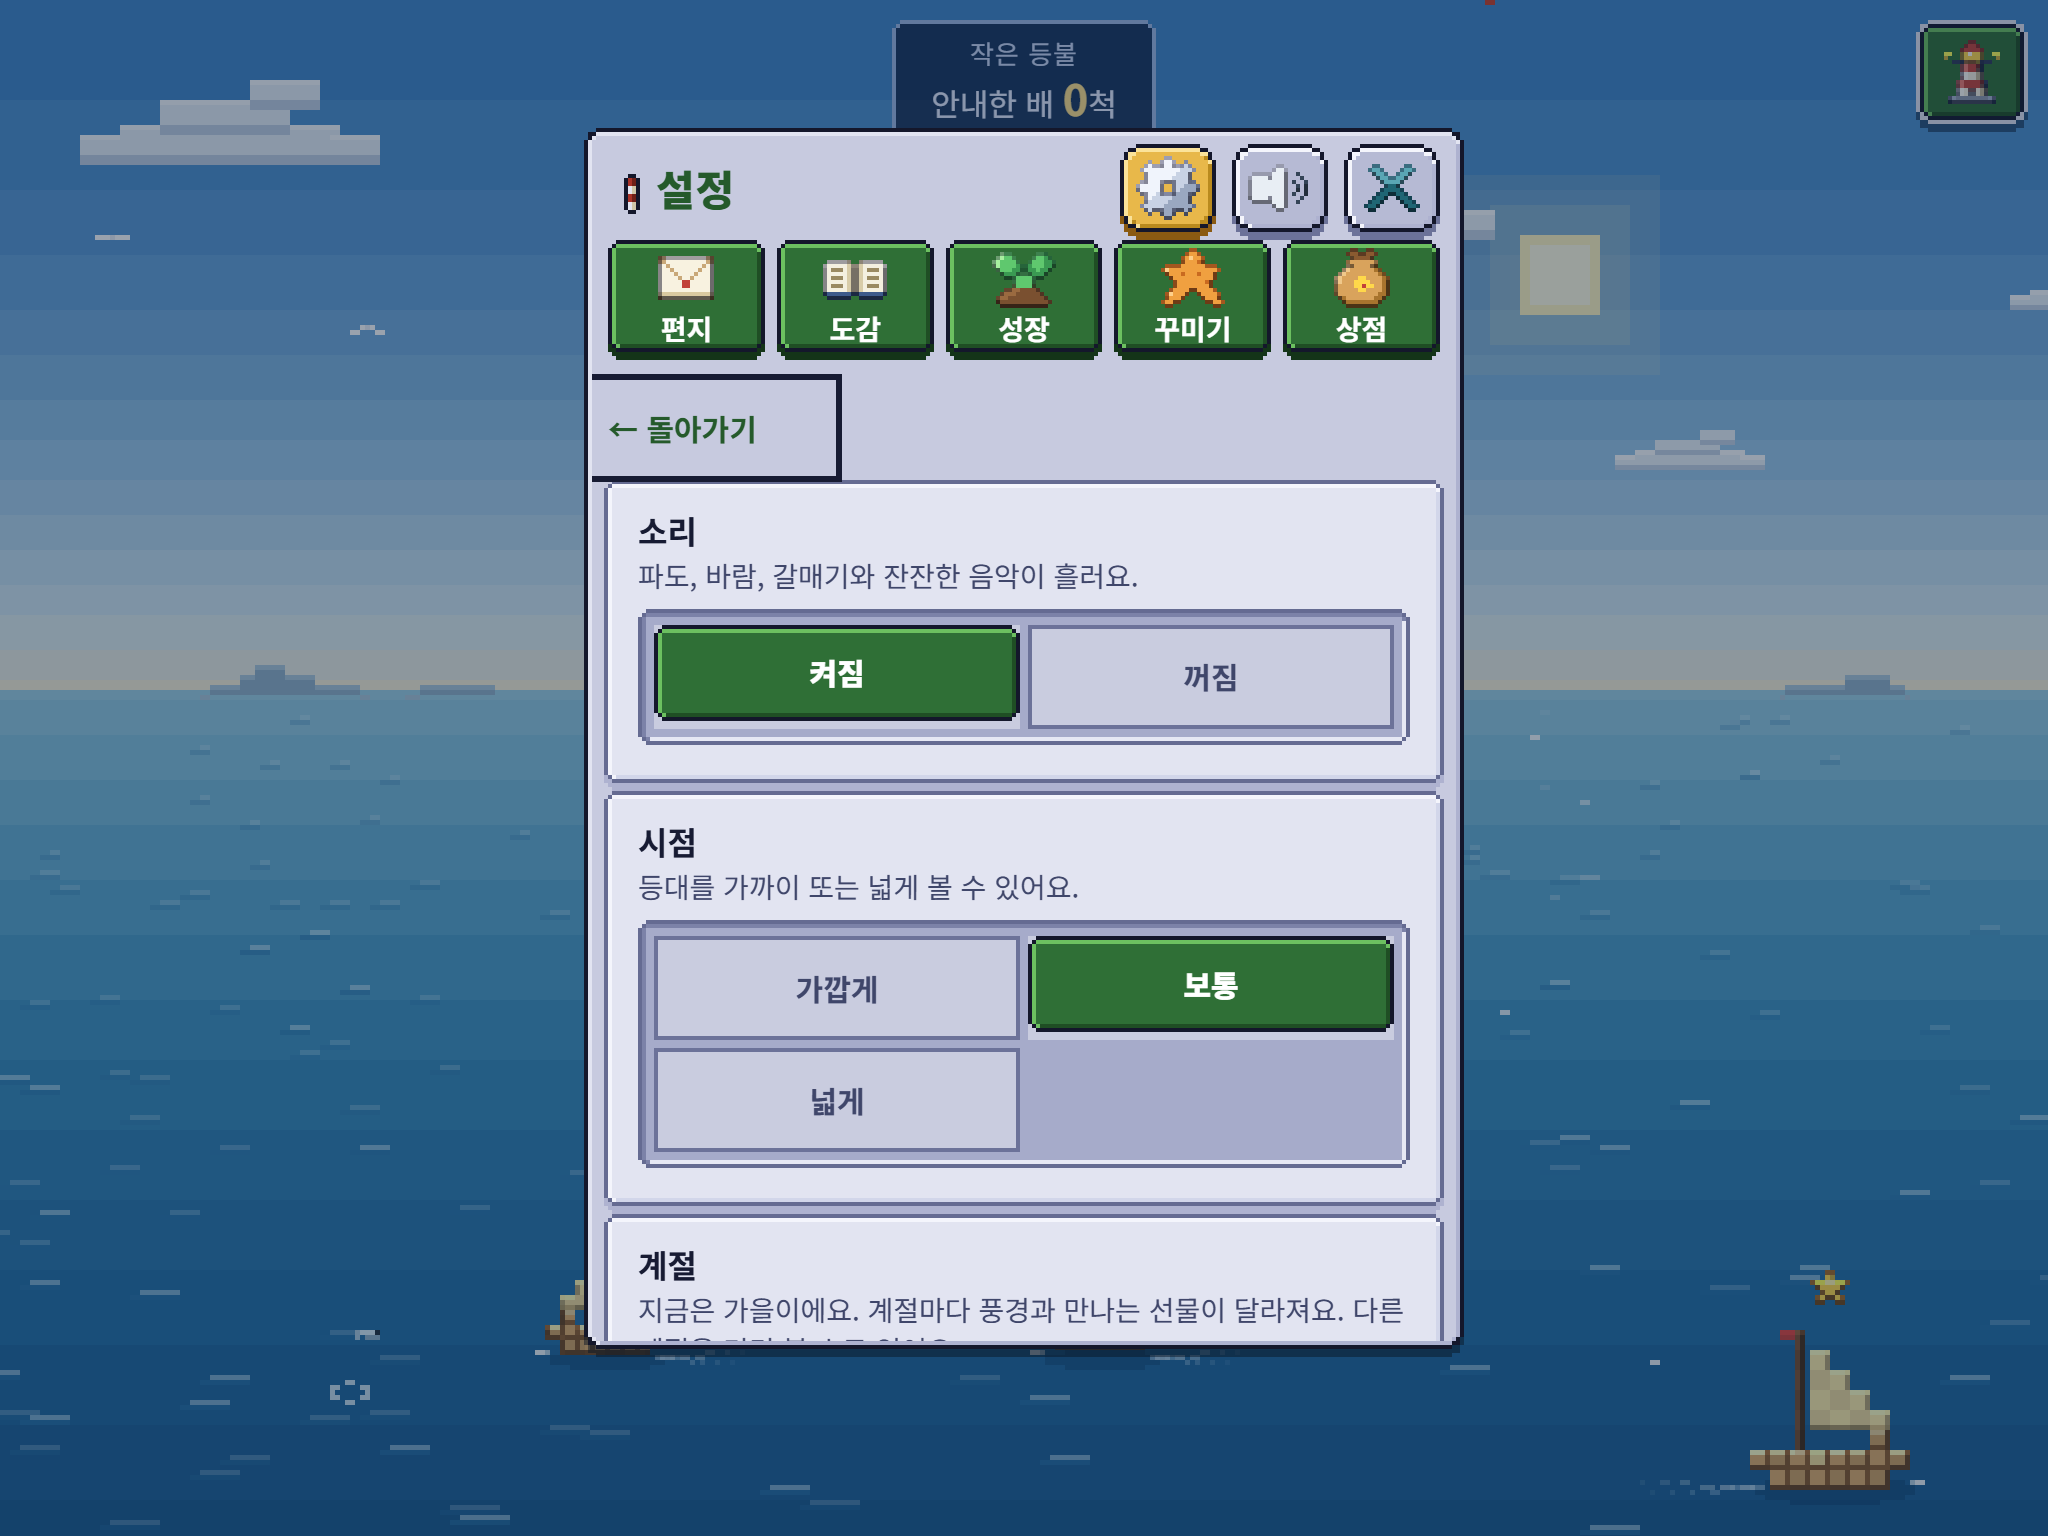 작은 등불
안내한 배 0척
설정
편지
도감
성장
꾸미기
상점
← 돌아가기
소리
파도, 바람, 갈매기와 잔잔한 음악이 흘러요.
켜짐
꺼짐
시점
등대를 가까이 또는 넓게 볼 수 있어요.
가깝게
보통
넓게
계절
지금은 가을이에요. 계절마다 풍경과 만나는 선물이 달라져요. 다른